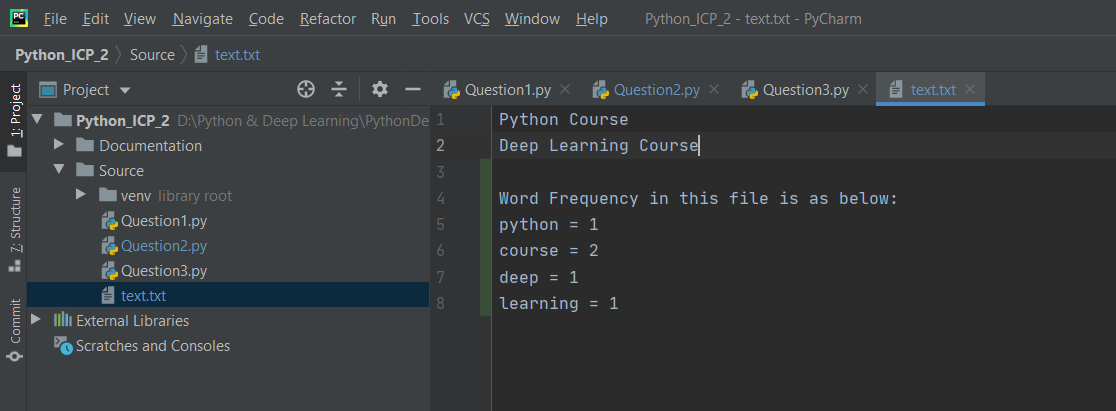 PC File Edit View Navigate Code Refactor Run Tools VCS Window Help Python_ICP_2 - text.txt - PyCharm
Python_ICP_2 Source text.txt
1: Project
7: Structure
Commit
Project
Python_ICP_2 D:\Python & Deep Learning\PythonDe
Documentation
Source
venv library root
Question1.py
Question2.py
Question3.py
text.txt
External Libraries
Scratches and Consoles
Question1.py Question2.py Question3.py text.txt
1 Python Course
2 Deep Learning Course
3
4 Word Frequency in this file is as below:
5 python = 1
6 course = 2
7 deep = 1
8 learning = 1